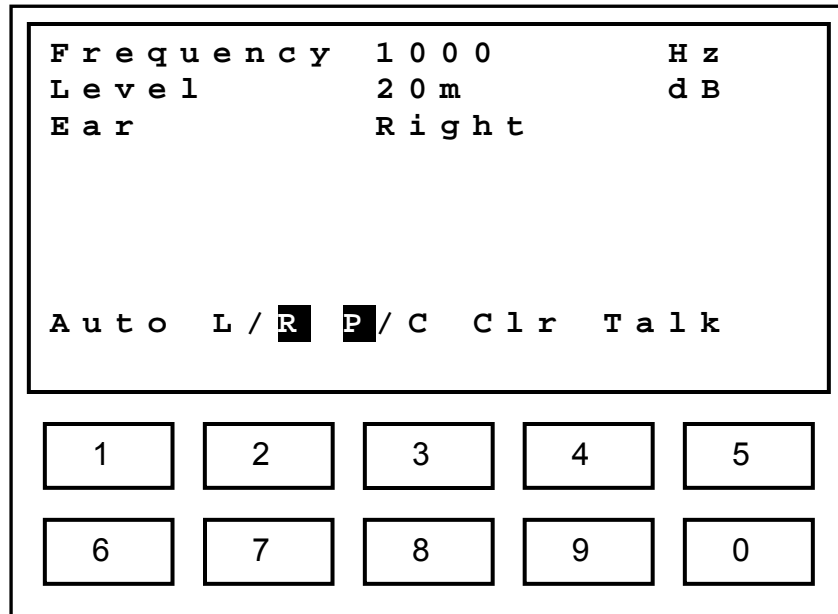 Frequency 1000 Hz
Level 20m dB
Ear Right
Auto L/R P/C Clr Talk
1 2 3 4 5
6 7 8 9 0